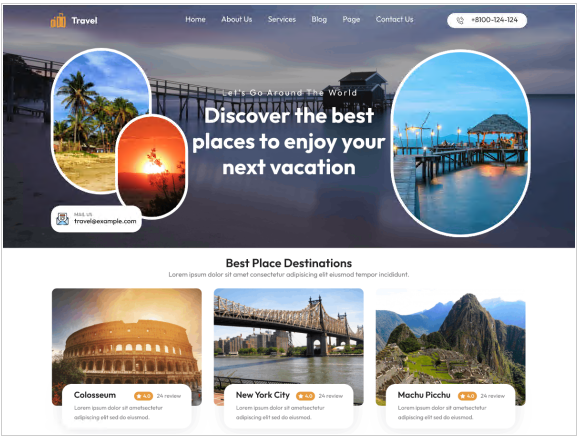 Travel
Home About Us Services Blog Page Contact Us
+8100-124-124
Let's Go Around The World
Discover the best
places to enjoy your
next vacation
MAIL US
travel@example.com
Best Place Destinations
Lorem ipsum dolor sit amet consectetur adipisicing elit eiusmod tempor incididunt.
Colosseum 4.0 24 review
Lorem ipsum dolor sit ametsectetur
adipisicing elit sed do eiusmod.
New York City 4.0 24 review
Lorem ipsum dolor sit ametsectetur
adipisicing elit sed do eiusmod.
Machu Picchu 4.0 24 review
Lorem ipsum dolor sit ametsectetur
adipisicing elit sed do eiusmod.